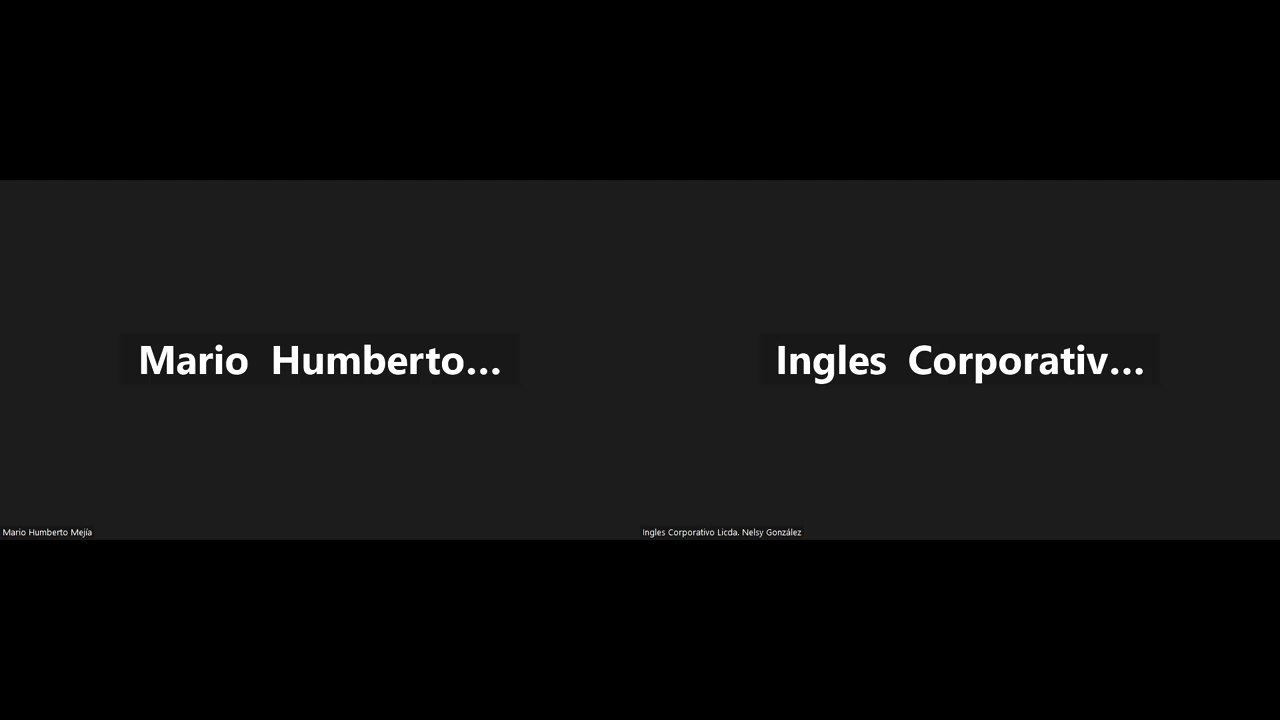 Mario Humberto...
Ingles Corporativ...
Mario Humberto Mejía
Ingles Corporativo Licda. Nelsy González